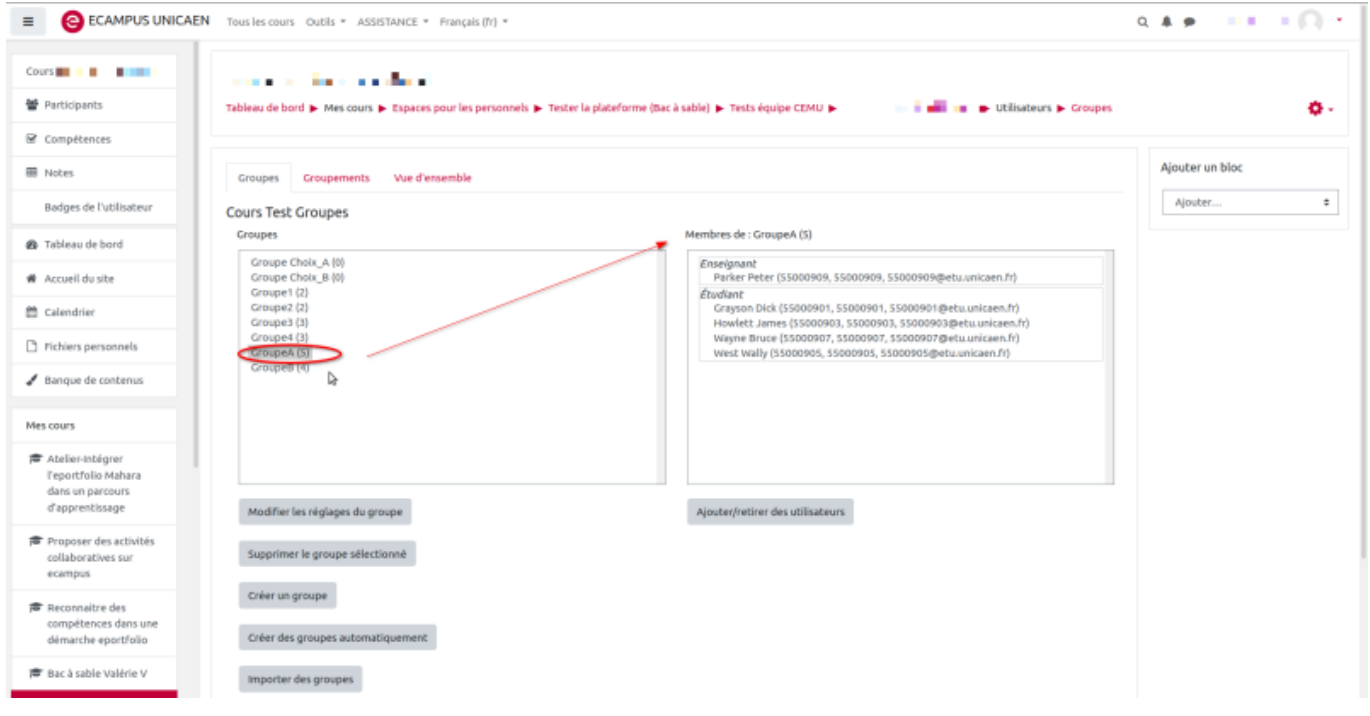 ECAMPUS UNICAEN Tous les cours Outils ASSISTANCE Français (fr)
Cours
Participants
Compétences
Notes
Badges de l'utilisateur
Tableau de bord
Accueil du site
Calendrier
Fichiers personnels
Banque de contenus
Mes cours
Atelier-Intégrer
l'eportfolio Mahara
dans un parcours
d'apprentissage
Proposer des activités
collaboratives sur
ecampus
Reconnaitre des
compétences dans une
démarche eportfolio
Bac à sable Valérie V
Tableau de bord ▶ Mes cours ▶ Espaces pour les personnels ▶ Tester la plateforme (Bac à sable) ▶ Tests équipe CEMU ▶ ▶ Utilisateurs ▶ Groupes
Groupes Groupements Vue d'ensemble
Cours Test Groupes
Groupes
Groupe Choix_A (0)
Groupe Choix_B (0)
Groupe1 (2)
Groupe2 (2)
Groupe3 (3)
Groupe4 (3)
GroupeA (5)
GroupeB (4)
Modifier les réglages du groupe
Supprimer le groupe sélectionné
Créer un groupe
Créer des groupes automatiquement
Importer des groupes
Membres de : GroupeA (5)
Enseignant
Parker Peter (55000909, 55000909, 55000909@etu.unicaen.fr)
Étudiant
Grayson Dick (55000901, 55000901, 55000901@etu.unicaen.fr)
Howlett James (55000903, 55000903, 55000903@etu.unicaen.fr)
Wayne Bruce (55000907, 55000907, 55000907@etu.unicaen.fr)
West Wally (55000905, 55000905, 55000905@etu.unicaen.fr)
Ajouter/retirer des utilisateurs
Ajouter un bloc
Ajouter...